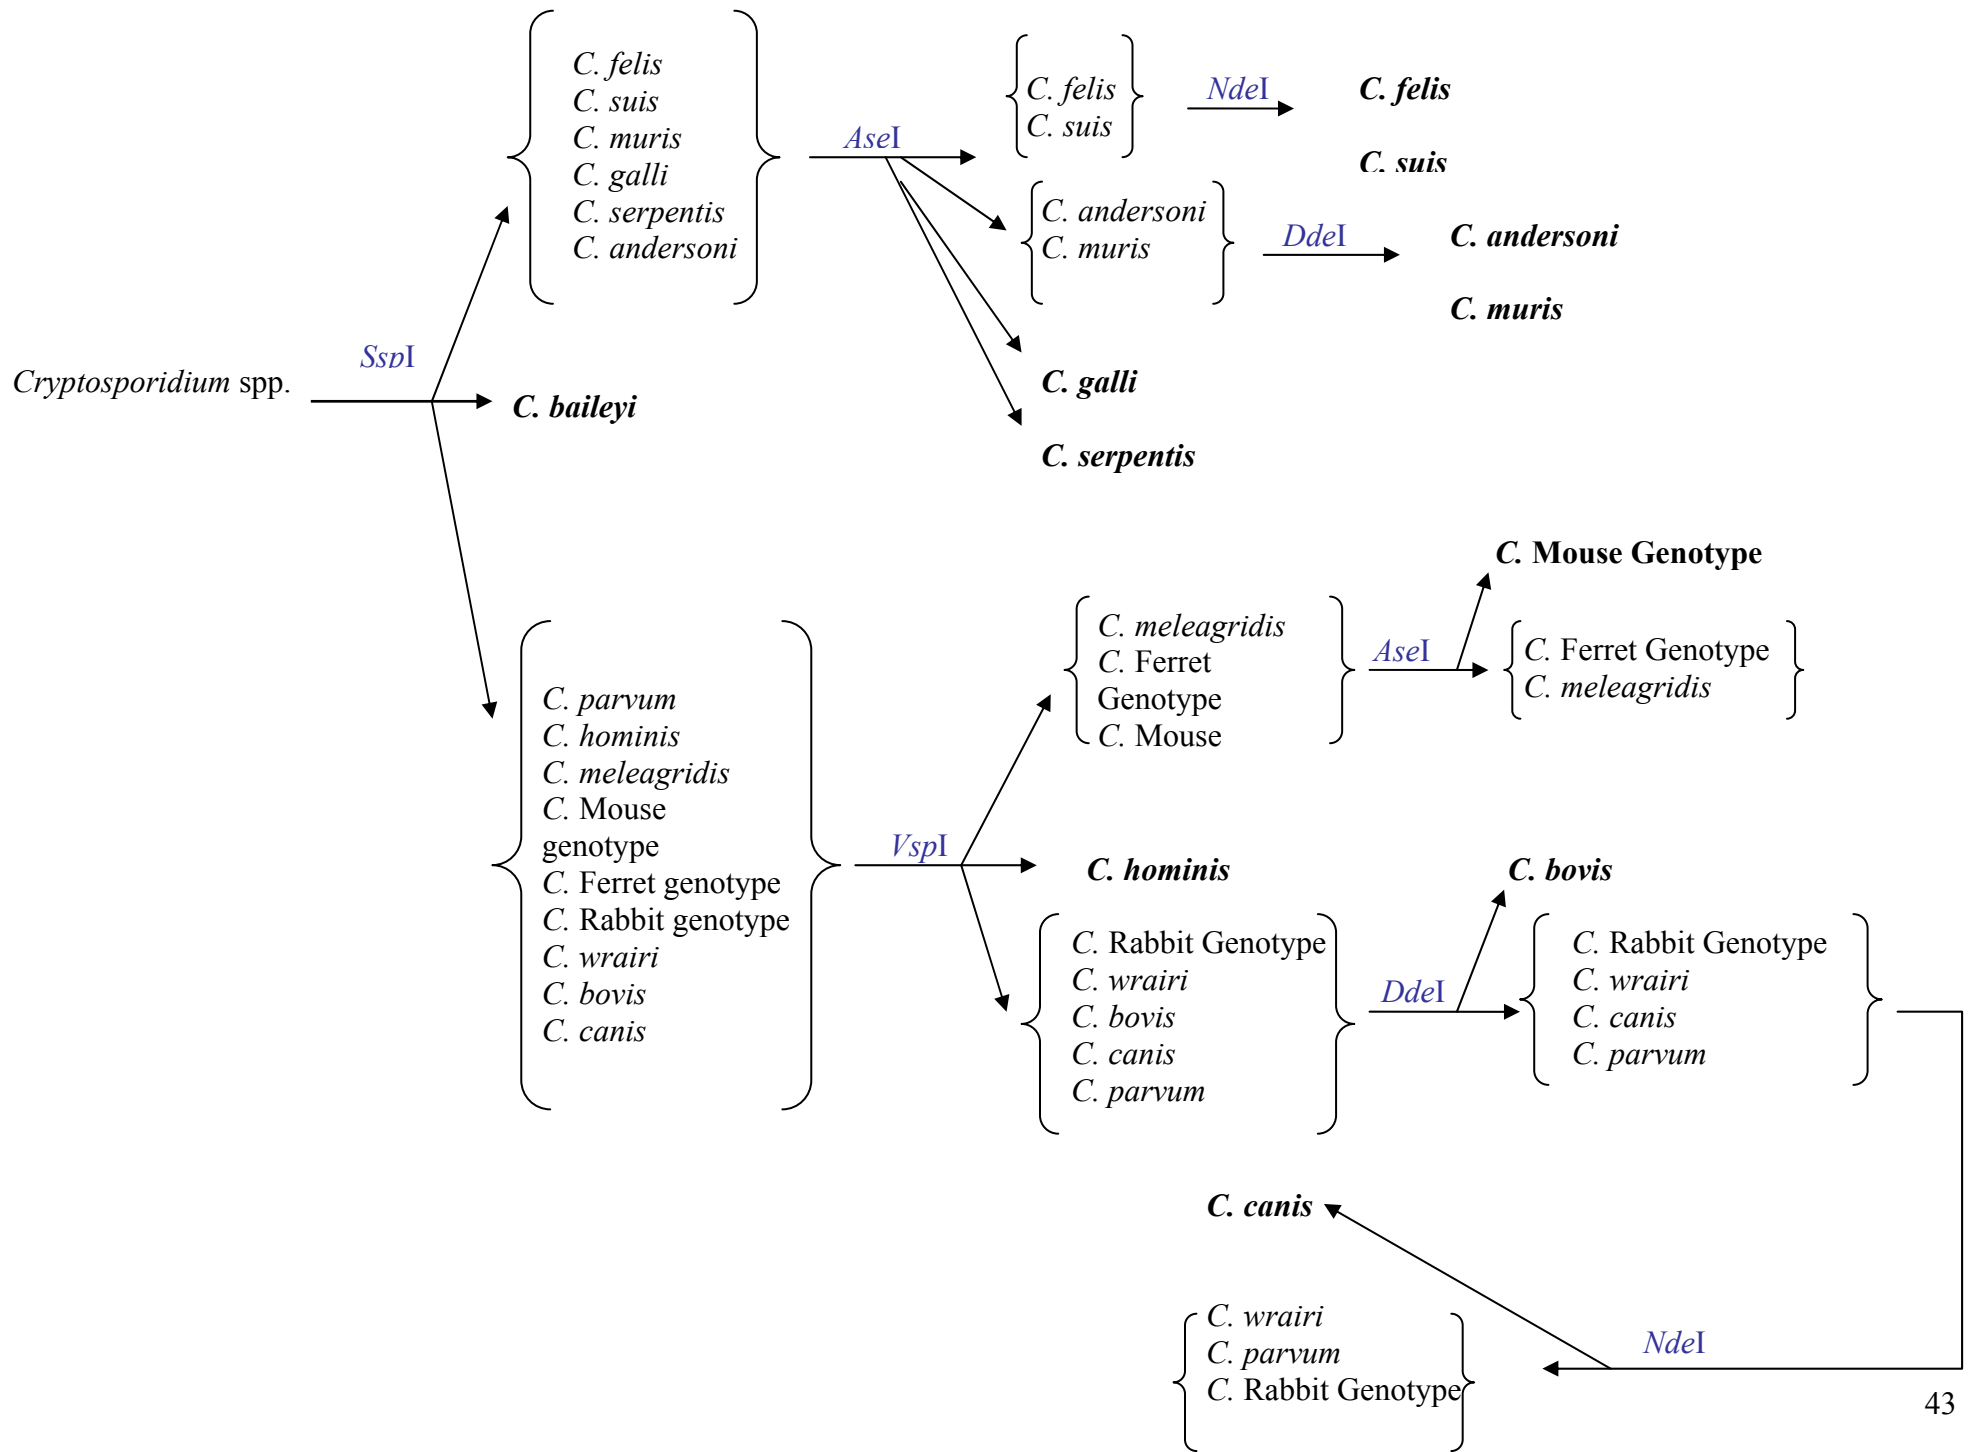 C. felis
C. suis
C. muris
C. galli
C. serpentis
C. andersoni
AseI
C. felis
C. suis
NdeI
C. felis
C. suis
C. andersoni
C. muris
DdeI
C. andersoni
C. muris
C. galli
C. serpentis
Cryptosporidium spp.
SspI
C. baileyi
C. parvum
C. hominis
C. meleagridis
C. Mouse
genotype
C. Ferret genotype
C. Rabbit genotype
C. wrairi
C. bovis
C. canis
VspI
C. meleagridis
C. Ferret
Genotype
C. Mouse
AseI
C. Mouse Genotype
C. Ferret Genotype
C. meleagridis
C. hominis
C. Rabbit Genotype
C. wrairi
C. bovis
C. canis
C. parvum
DdeI
C. bovis
C. Rabbit Genotype
C. wrairi
C. canis
C. parvum
NdeI
C. canis
C. wrairi
C. parvum
C. Rabbit Genotype
43